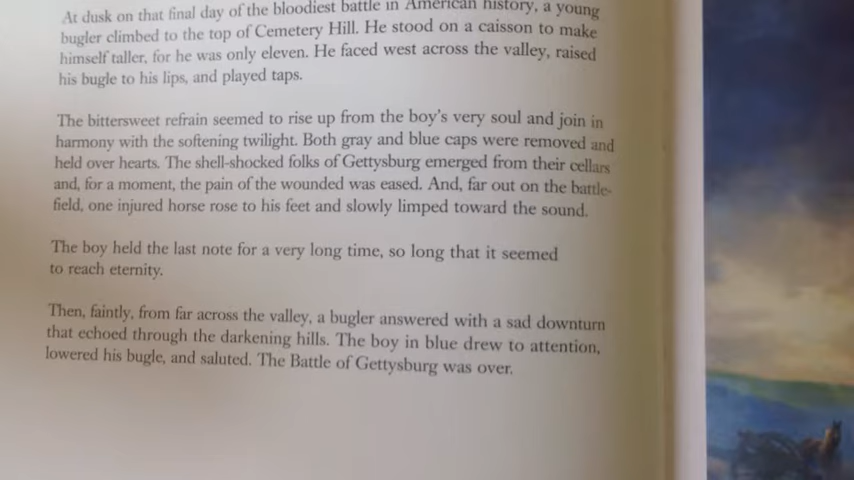 At dusk on that final day of the bloodiest battle in American history, a young
bugler climbed to the top of Cemetery Hill. He stood on a caisson to make
himself taller, for he was only eleven. He faced west across the valley, raised
his bugle to his lips, and played taps.
The bittersweet refrain seemed to rise up from the boy's very soul and join in
harmony with the softening twilight. Both gray and blue caps were removed and
held over hearts. The shell-shocked folks of Gettysburg emerged from their cellars
and, for a moment, the pain of the wounded was eased. And, far out on the battle-
field, one injured horse rose to his feet and slowly limped toward the sound.
The boy held the last note for a very long time, so long that it seemed
to reach eternity.
Then, faintly, from far across the valley, a bugler answered with a sad downturn
that echoed through the darkening hills. The boy in blue drew to attention,
lowered his bugle, and saluted. The Battle of Gettysburg was over.